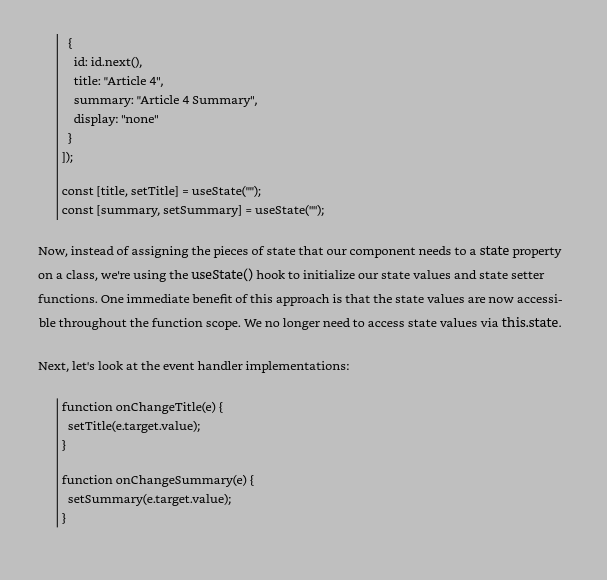 {
id: id.next(),
title: "Article 4",
summary: "Article 4 Summary",
display: "none"
}
]);
const [title, setTitle] = useState("");
const [summary, setSummary] = useState("");
Now, instead of assigning the pieces of state that our component needs to a state property
on a class, we're using the useState() hook to initialize our state values and state setter
functions. One immediate benefit of this approach is that the state values are now accessi-
ble throughout the function scope. We no longer need to access state values via this.state.
Next, let's look at the event handler implementations:
function onChangeTitle(e) {
setTitle(e.target.value);
}
function onChangeSummary(e) {
setSummary(e.target.value);
}